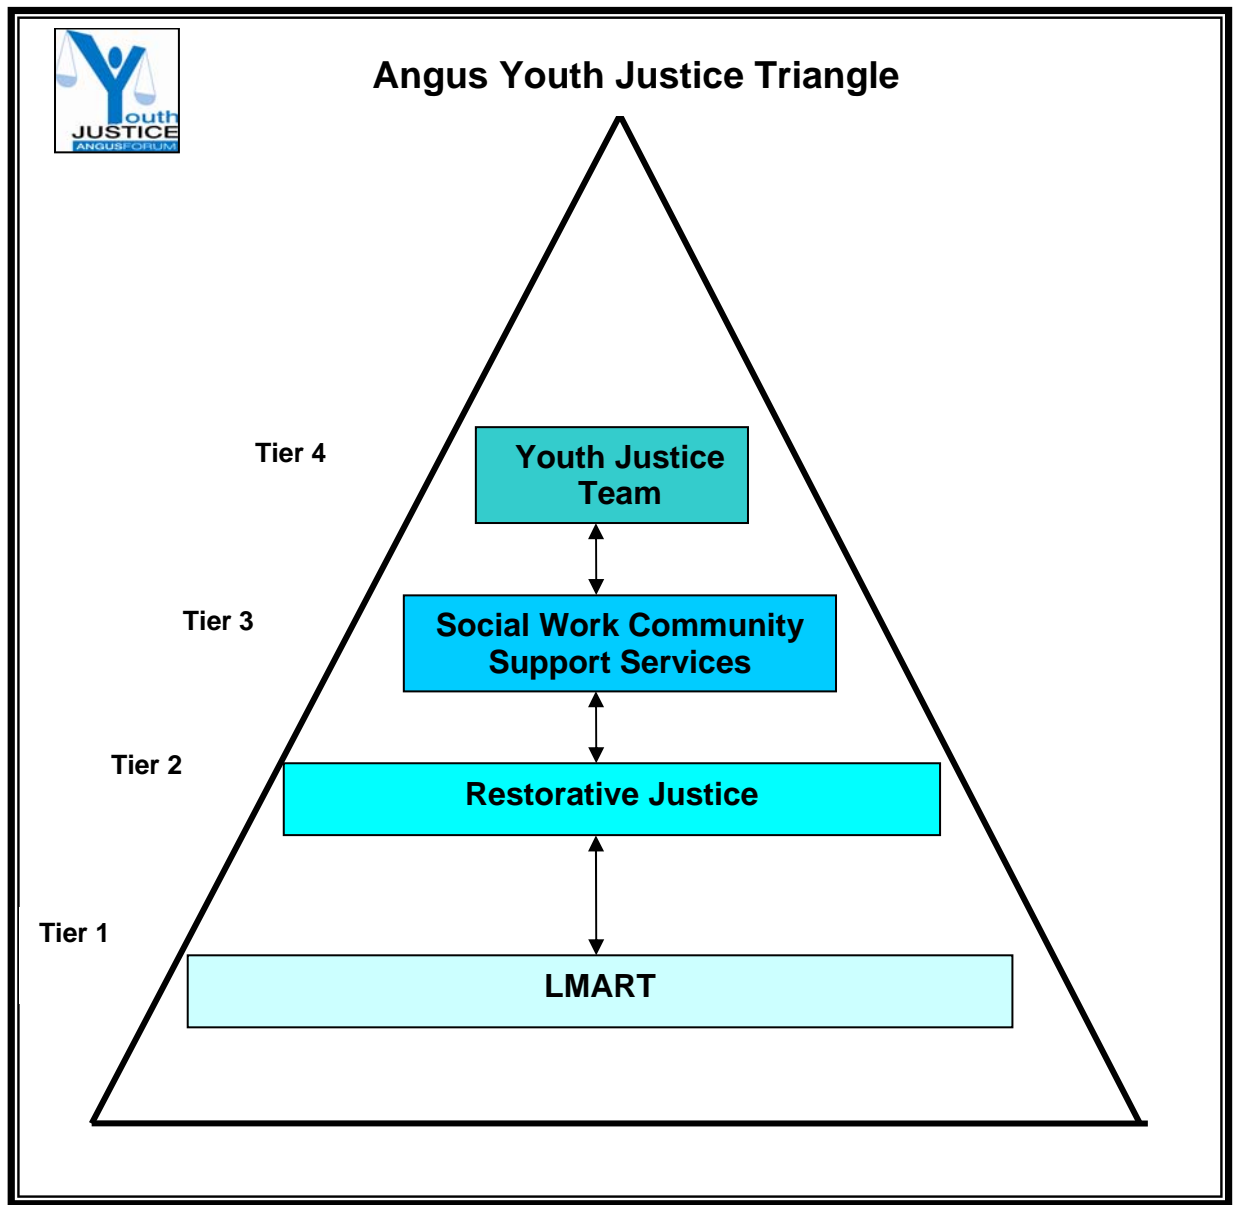 Youth
JUSTICE
ANGUSFORUM
Angus Youth Justice Triangle
Tier 4
Youth Justice
Team
Tier 3
Social Work Community
Support Services
Tier 2
Restorative Justice
Tier 1
LMART